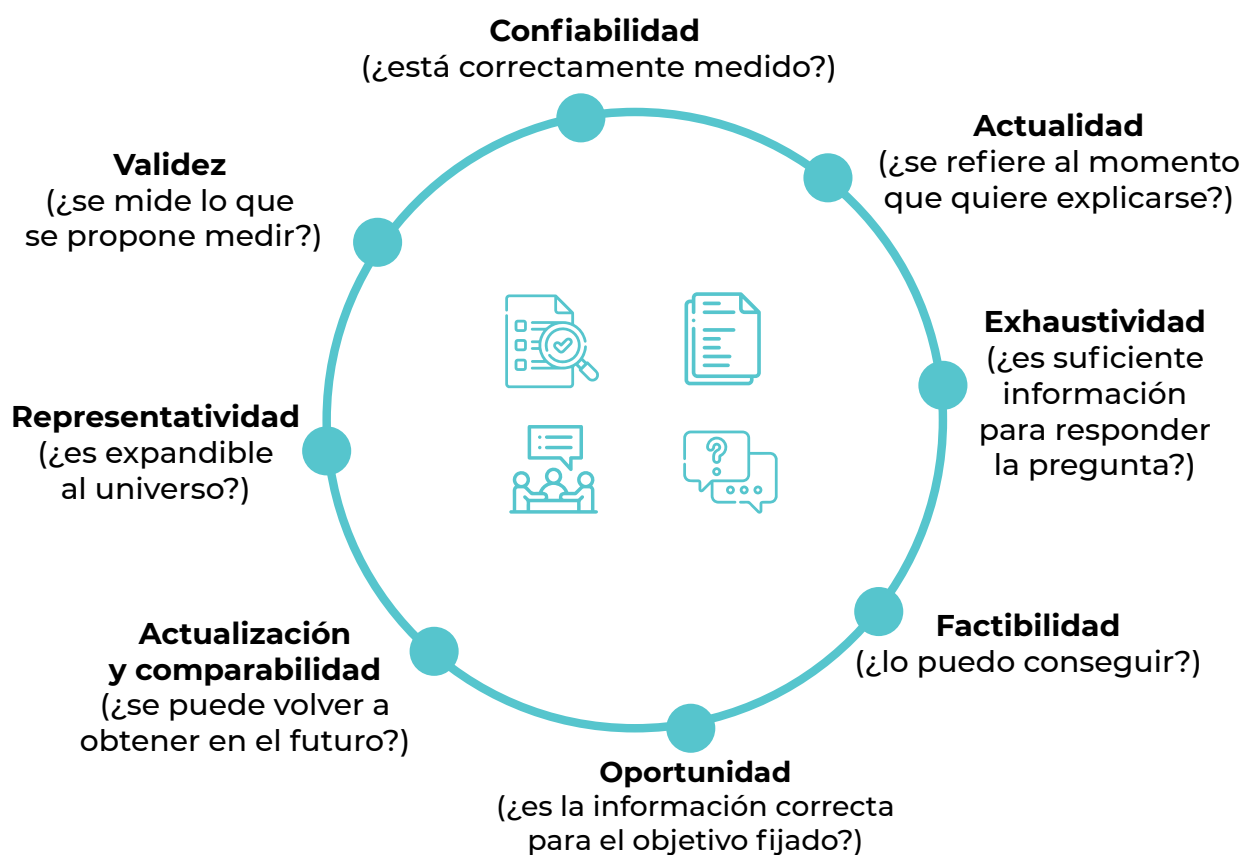 Confiabilidad
(¿está correctamente medido?)
Actualidad
(¿se refiere al momento
que quiere explicarse?)
Exhaustividad
(¿es suficiente
información
para responder
la pregunta?)
Factibilidad
(¿lo puedo conseguir?)
Oportunidad
(¿es la información correcta
para el objetivo fijado?)
Actualización
y comparabilidad
(¿se puede volver a
obtener en el futuro?)
Representatividad
(¿es expandible
al universo?)
Validez
(¿se mide lo que
se propone medir?)
?